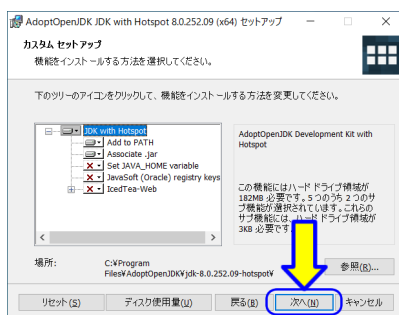 AdoptOpenJDK JDK with Hotspot 8.0.252.09 (x64) セットアップ
カスタム セットアップ
機能をインストールする方法を選択してください。
下のツリーのアイコンをクリックして、機能をインストールする方法を変更してください。
JDK with Hotspot
Add to PATH
Associate .jar
Set JAVA_HOME variable
JavaSoft (Oracle) registry keys
IcedTea-Web
AdoptOpenJDK Development Kit with
Hotspot
この機能にはハード ドライブ領域が
182MB 必要です。5 つのうち 2 つのサ
ブ機能が選択されています。これらの
サブ機能には、ハード ドライブ領域が
3KB 必要です
場所:
C:¥Program
Files¥AdoptOpenJDK¥jdk-8.0.252.09-hotspot¥
参照(R)...
リセット(S)
ディスク使用量(U)
戻る(B)
次へ(N)
キャンセル